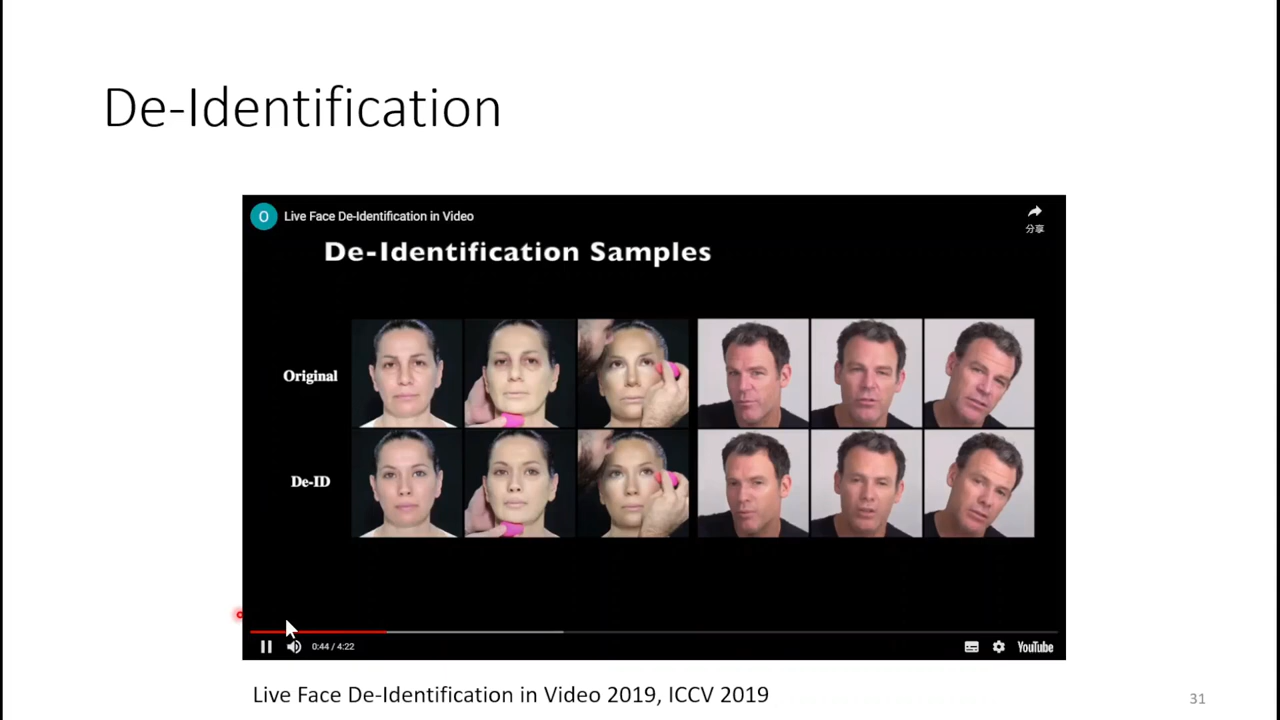 De-Identification
O Live Face De-Identification in Video
分享
De-Identification Samples
Original
De-ID
0:44 / 4:22
YouTube
Live Face De-Identification in Video 2019, ICCV 2019
31